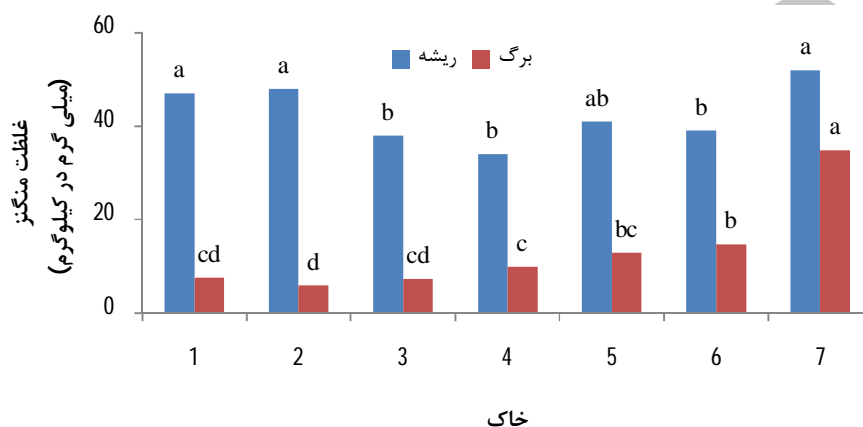 غلظت منگنز
(میلی گرم در کیلوگرم)
60
40
20
0
ریشه برگ
a a b b ab b a
cd d cd c bc b a
1 2 3 4 5 6 7
خاک